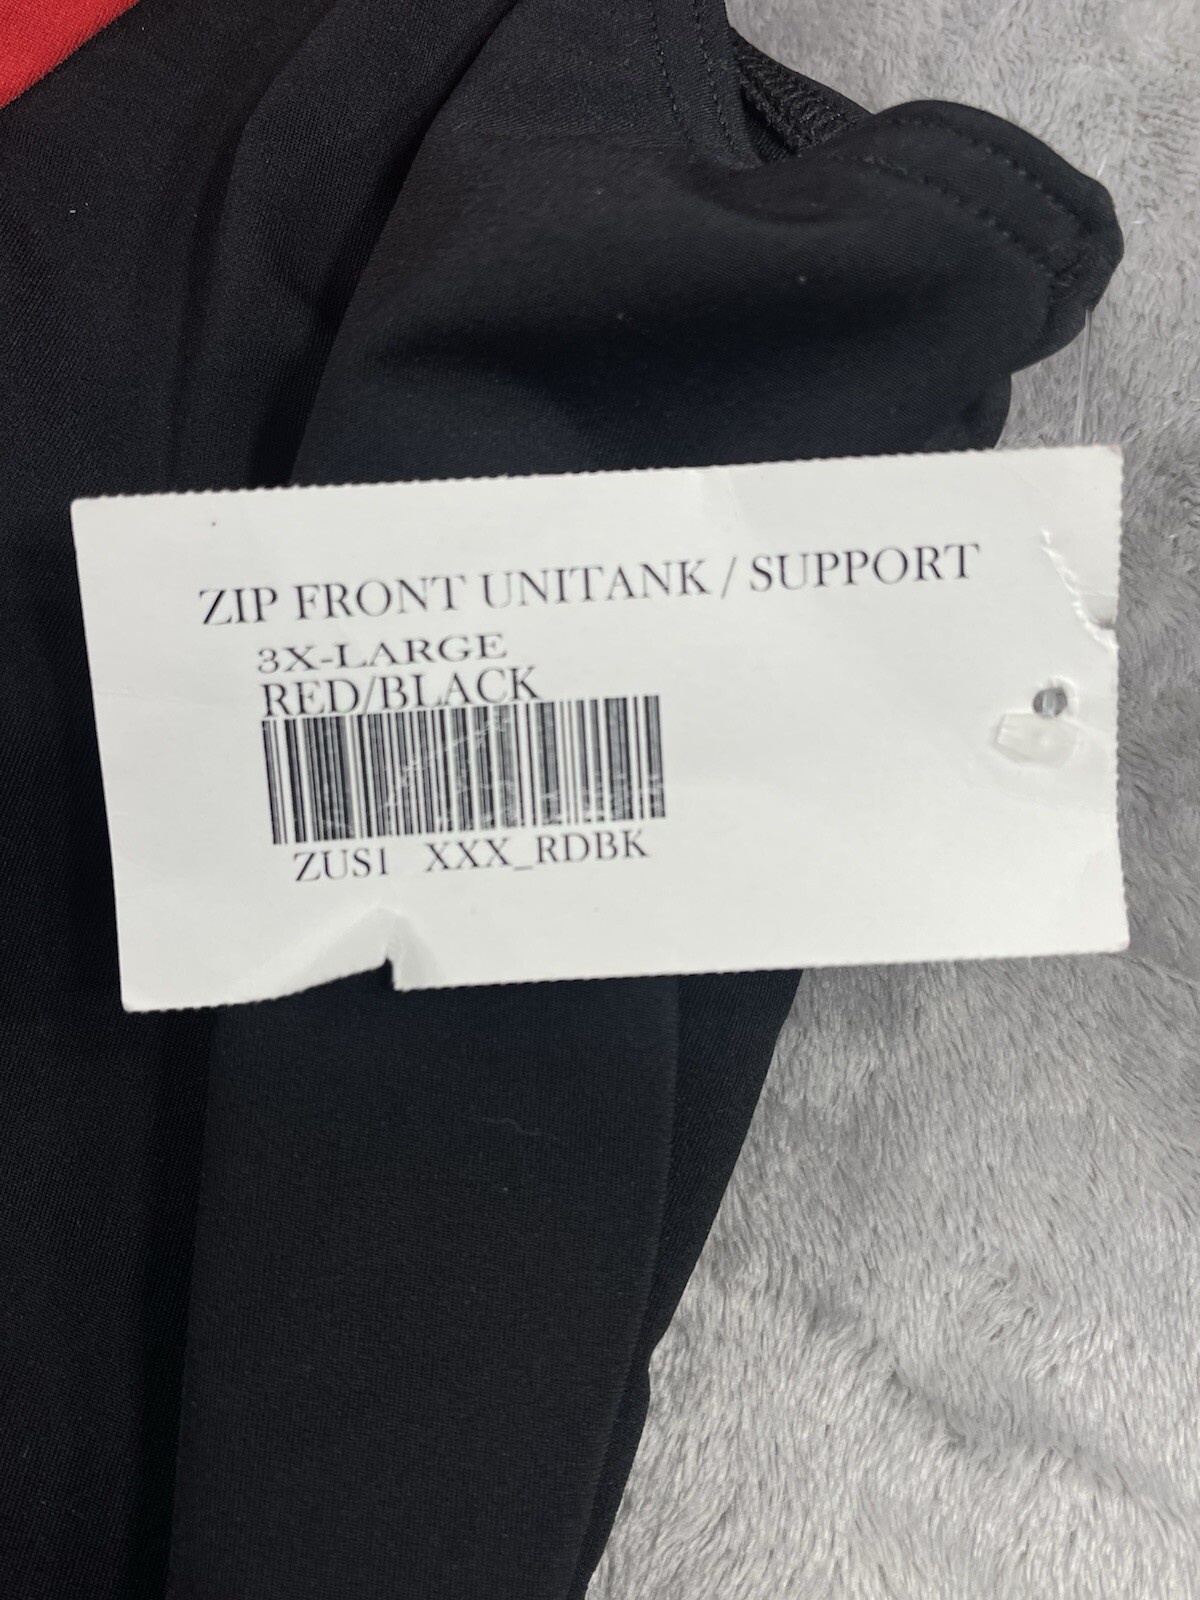 ZIP FRONT UNITANK / SUPPORT
3X-LARGE
RED/BLACK
ZUS1 XXX_RDBK